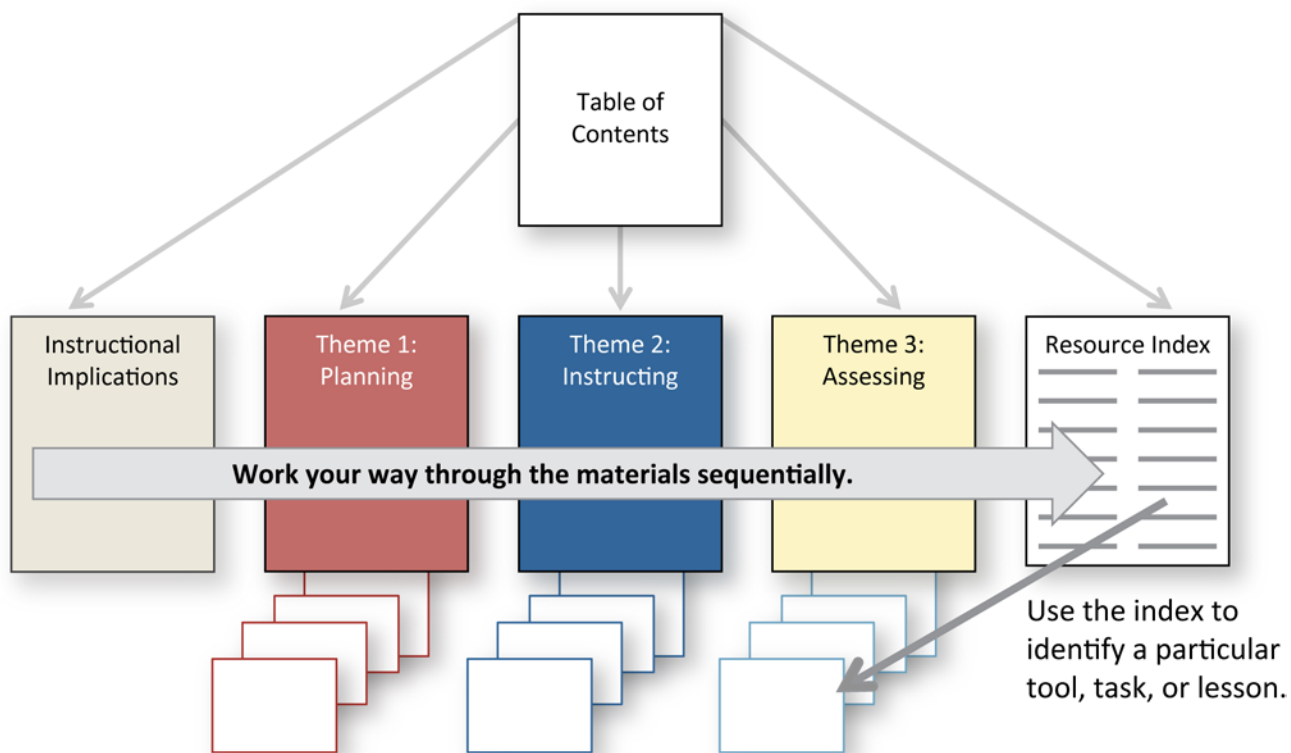 Table of
Contents
Instructional
Implications
Theme 1:
Planning
Theme 2:
Instructing
Theme 3:
Assessing
Resource Index
Work your way through the materials sequentially.
Use the index to
identify a particular
tool, task, or lesson.